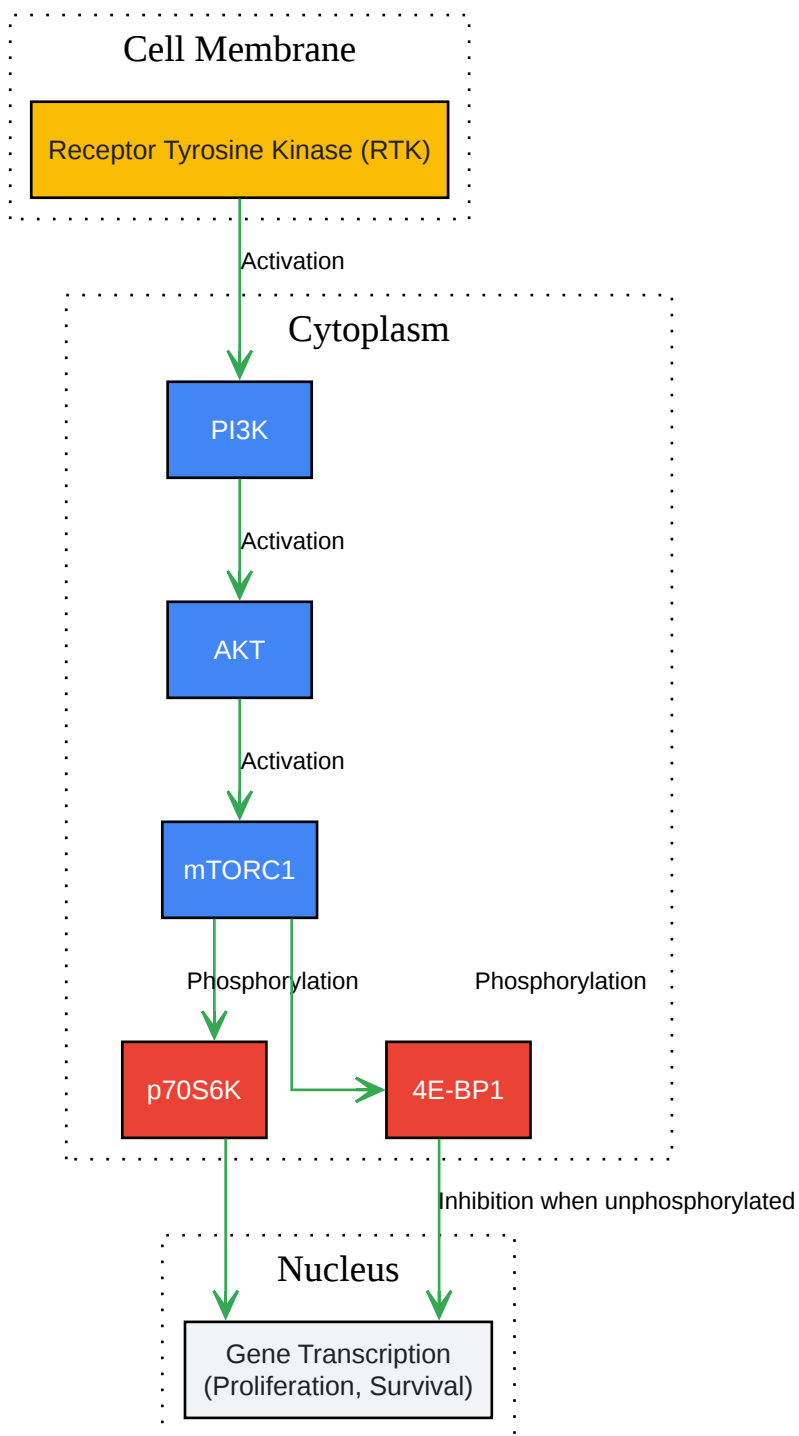 Cell Membrane
Receptor Tyrosine Kinase (RTK)
Activation
Cytoplasm
PI3K
Activation
AKT
Activation
mTORC1
Phosphorylation
Phosphorylation
p70S6K
4E-BP1
Inhibition when unphosphorylated
Nucleus
Gene Transcription
(Proliferation, Survival)